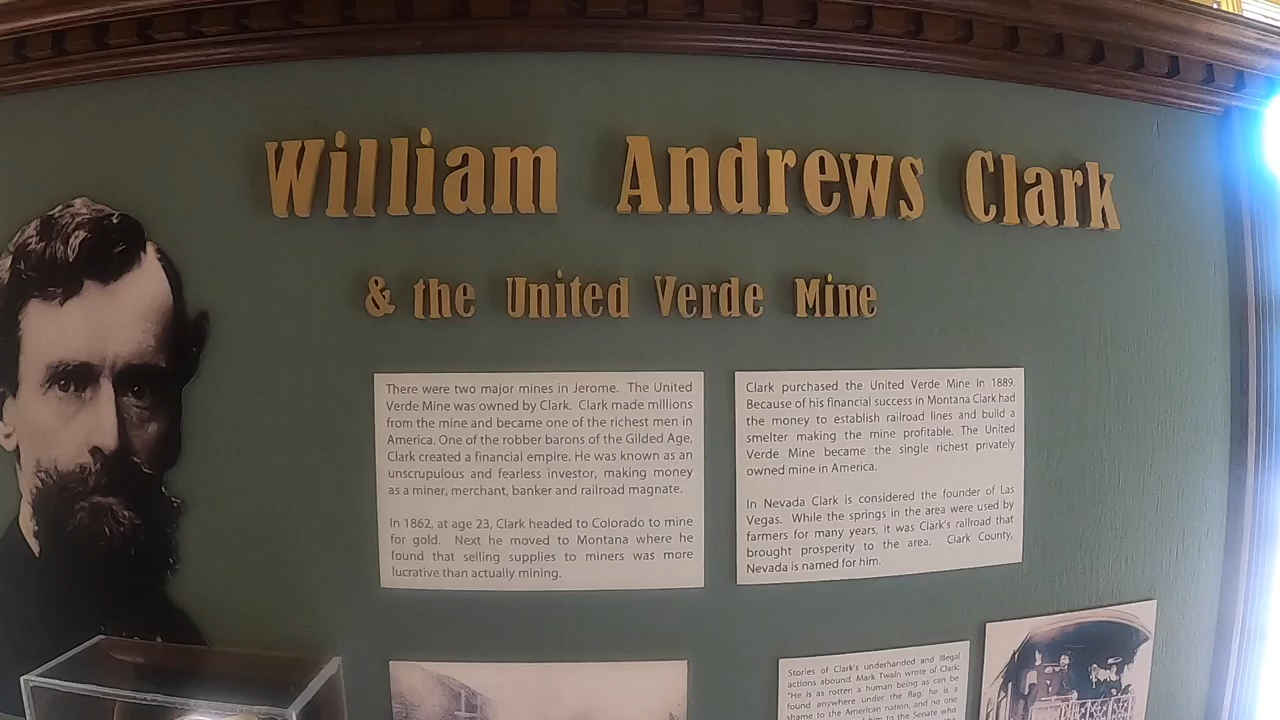 William Andrews Clark
& the United Verde Mine
There were two major mines in Jerome. The United
Verde Mine was owned by Clark. Clark made millions
from the mine and became one of the richest men in
America. One of the robber barons of the Gilded Age,
Clark created a financial empire. He was known as an
unscrupulous and fearless investor, making money
as a miner, merchant, banker and railroad magnate.
In 1862, at age 23, Clark headed to Colorado to mine
for gold. Next he moved to Montana where he
found that selling supplies to miners was more
lucrative than actually mining.
Clark purchased the United Verde Mine in 1889.
Because of his financial success in Montana Clark had
the money to establish railroad lines and build a
smelter making the mine profitable. The United
Verde Mine became the single richest privately
owned mine in America.
In Nevada Clark is considered the founder of Las
Vegas. While the springs in the area were used by
farmers for many years, it was Clark's railroad that
brought prosperity to the area. Clark County,
Nevada is named for him.
Stories of Clark's underhanded and illegal
actions abound. Mark Twain wrote of Clark:
"He is as rotten a human being as can be
found anywhere under the flag; he is a
shame to the American nation, and no one
him to the Senate who